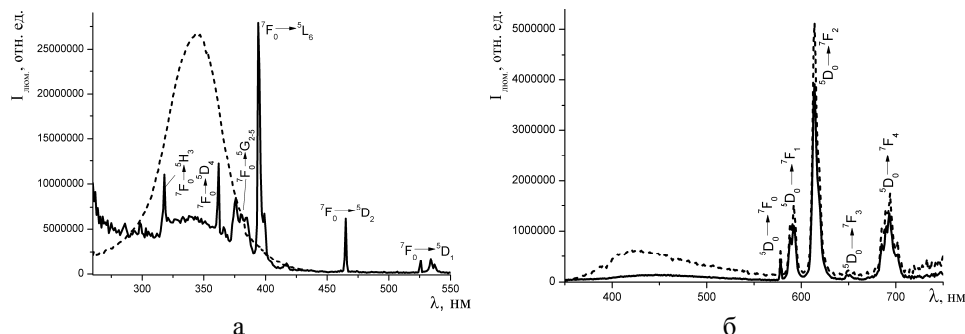 I люм., отн. ед.
25000000
20000000
15000000
10000000
5000000
0
⁷F₀→⁵L₆
⁷F₀→⁵H₃
⁷F₀→⁵D₄
⁷F₀→⁵G₂₋₅
⁷F₀→⁵D₂
⁷F₀→⁵D₁
300 350 400 450 500 550
λ, нм
а
I люм., отн. ед.
5000000
4000000
3000000
2000000
1000000
0
⁵D₀→⁷F₀
⁵D₀→⁷F₁
⁵D₀→⁷F₂
⁵D₀→⁷F₃
⁵D₀→⁷F₄
400 500 600 700
λ, нм
б